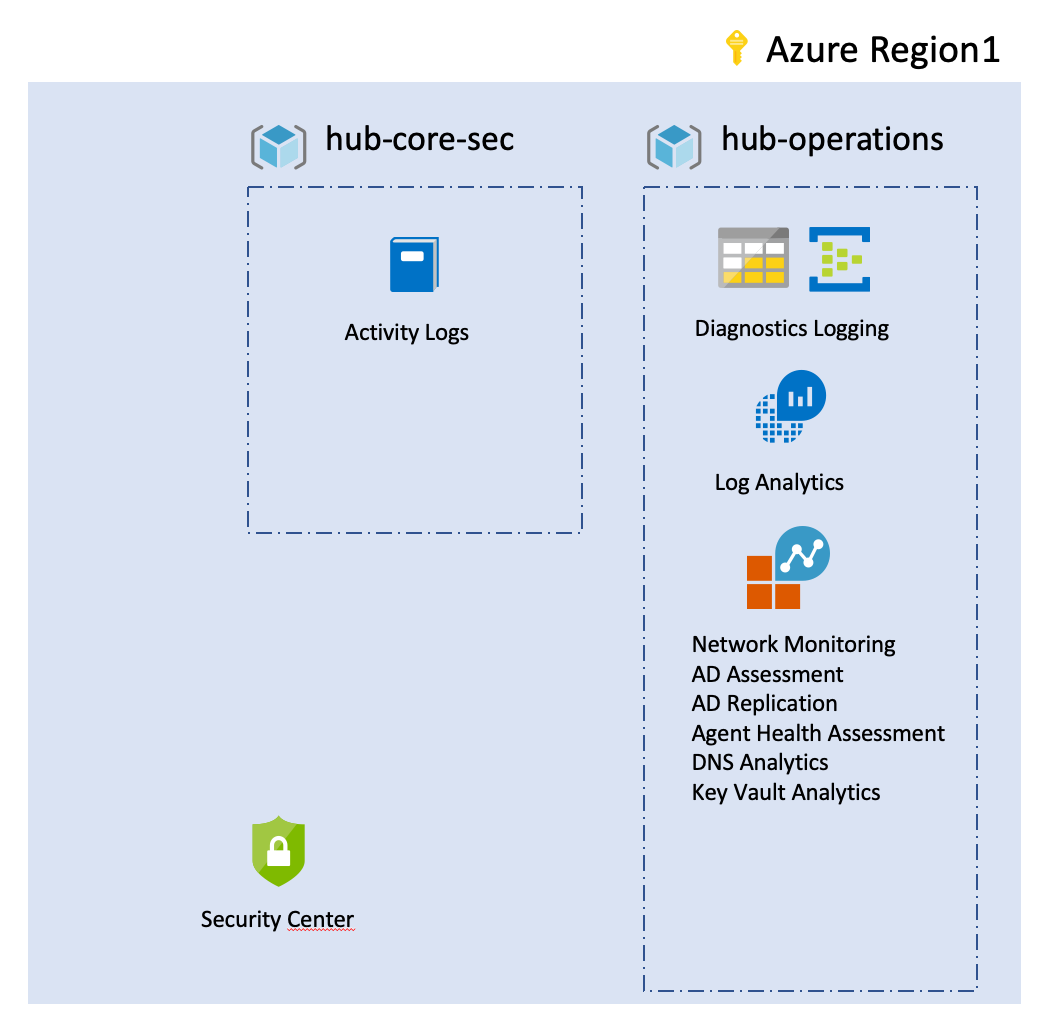 Azure Region1
hub-core-sec
Activity Logs
hub-operations
Diagnostics Logging
Log Analytics
Network Monitoring
AD Assessment
AD Replication
Agent Health Assessment
DNS Analytics
Key Vault Analytics
Security Center